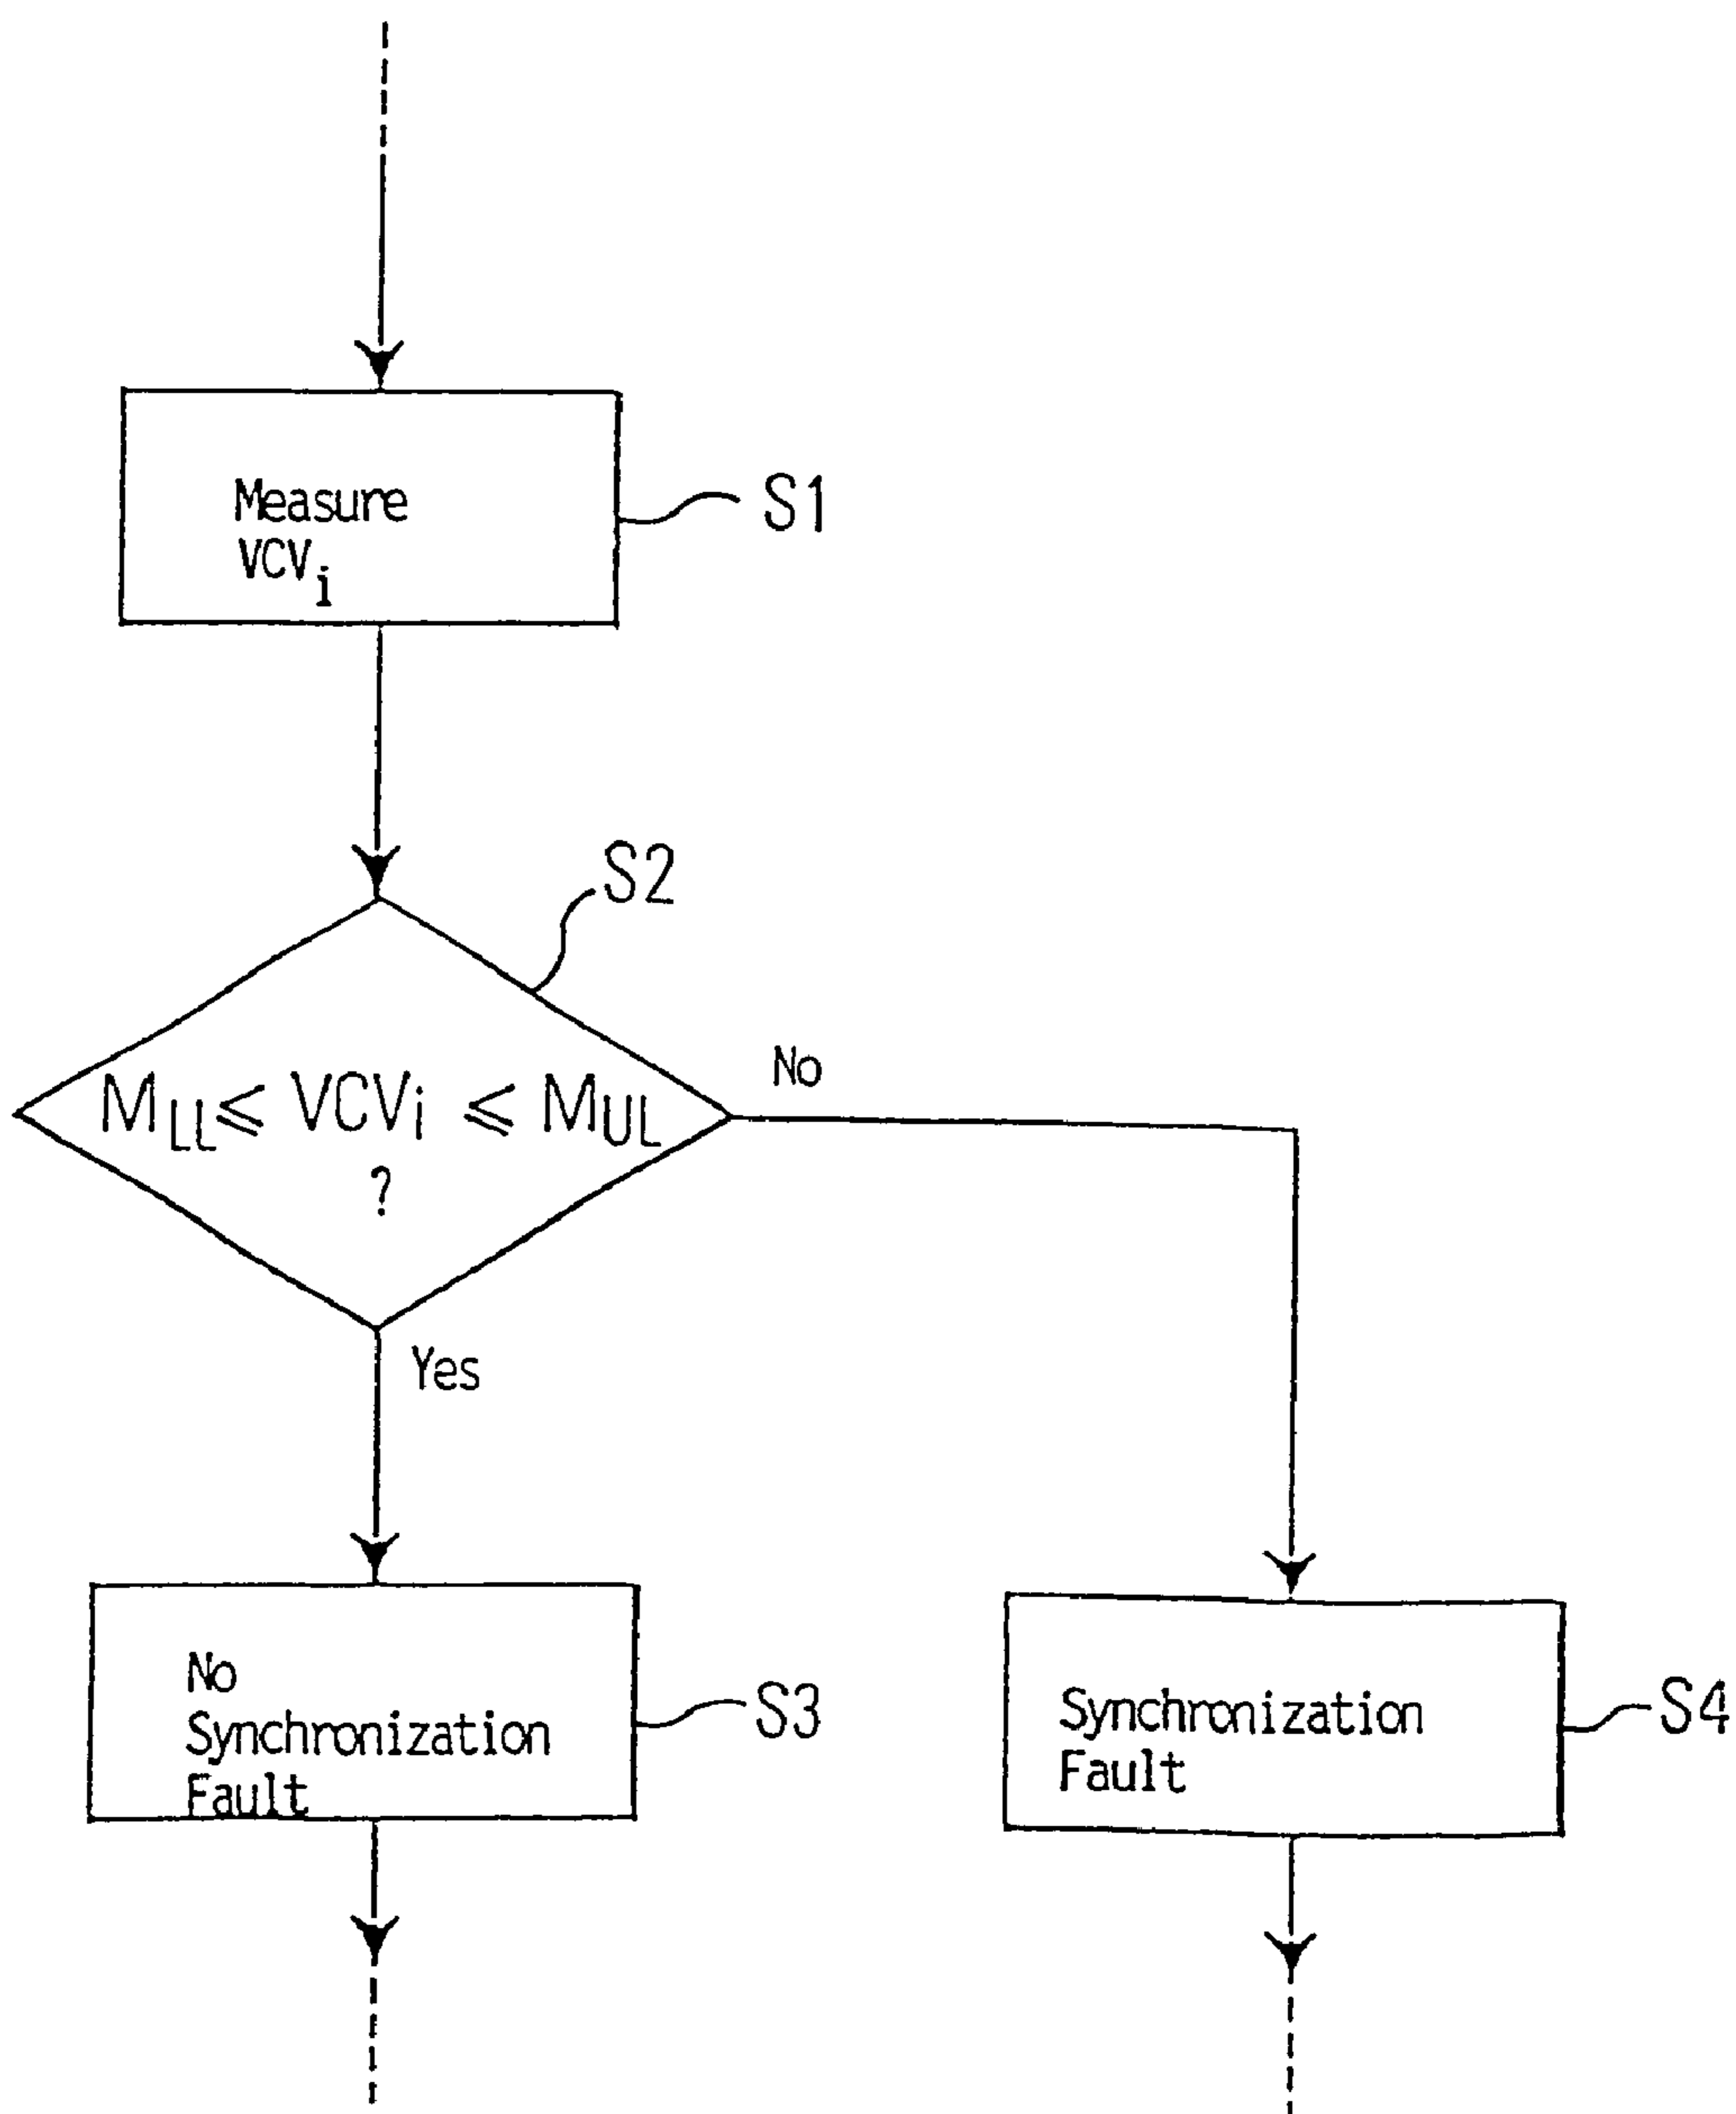 Measure
VCVi
S1
S2
MLL ≤ VCVi ≤ MUL
?
No
Yes
No
Synchronization
Fault
S3
Synchronization
Fault
S4